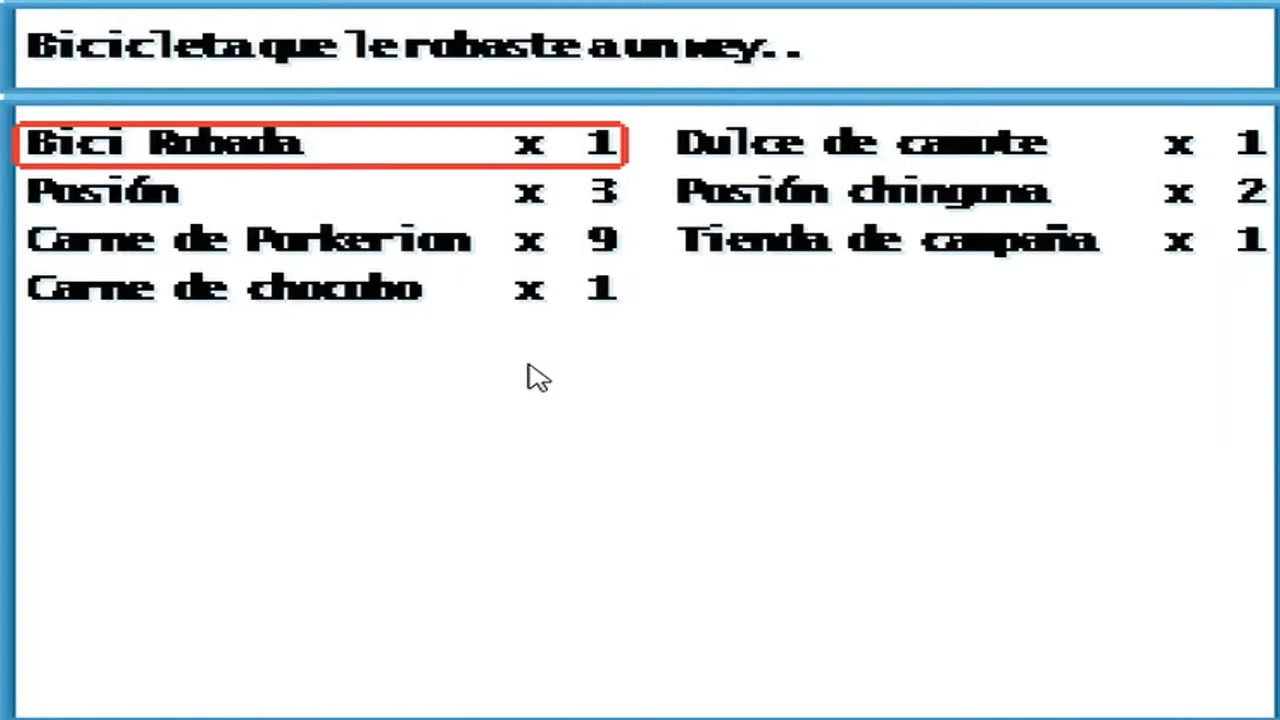 Bicicleta que le robaste a un wey..
Bici Robada x 1 Dulce de camote x 1
Posión x 3 Posión chingona x 2
Carne de Porkerion x 9 Tienda de campaña x 1
Carne de chocobo x 1